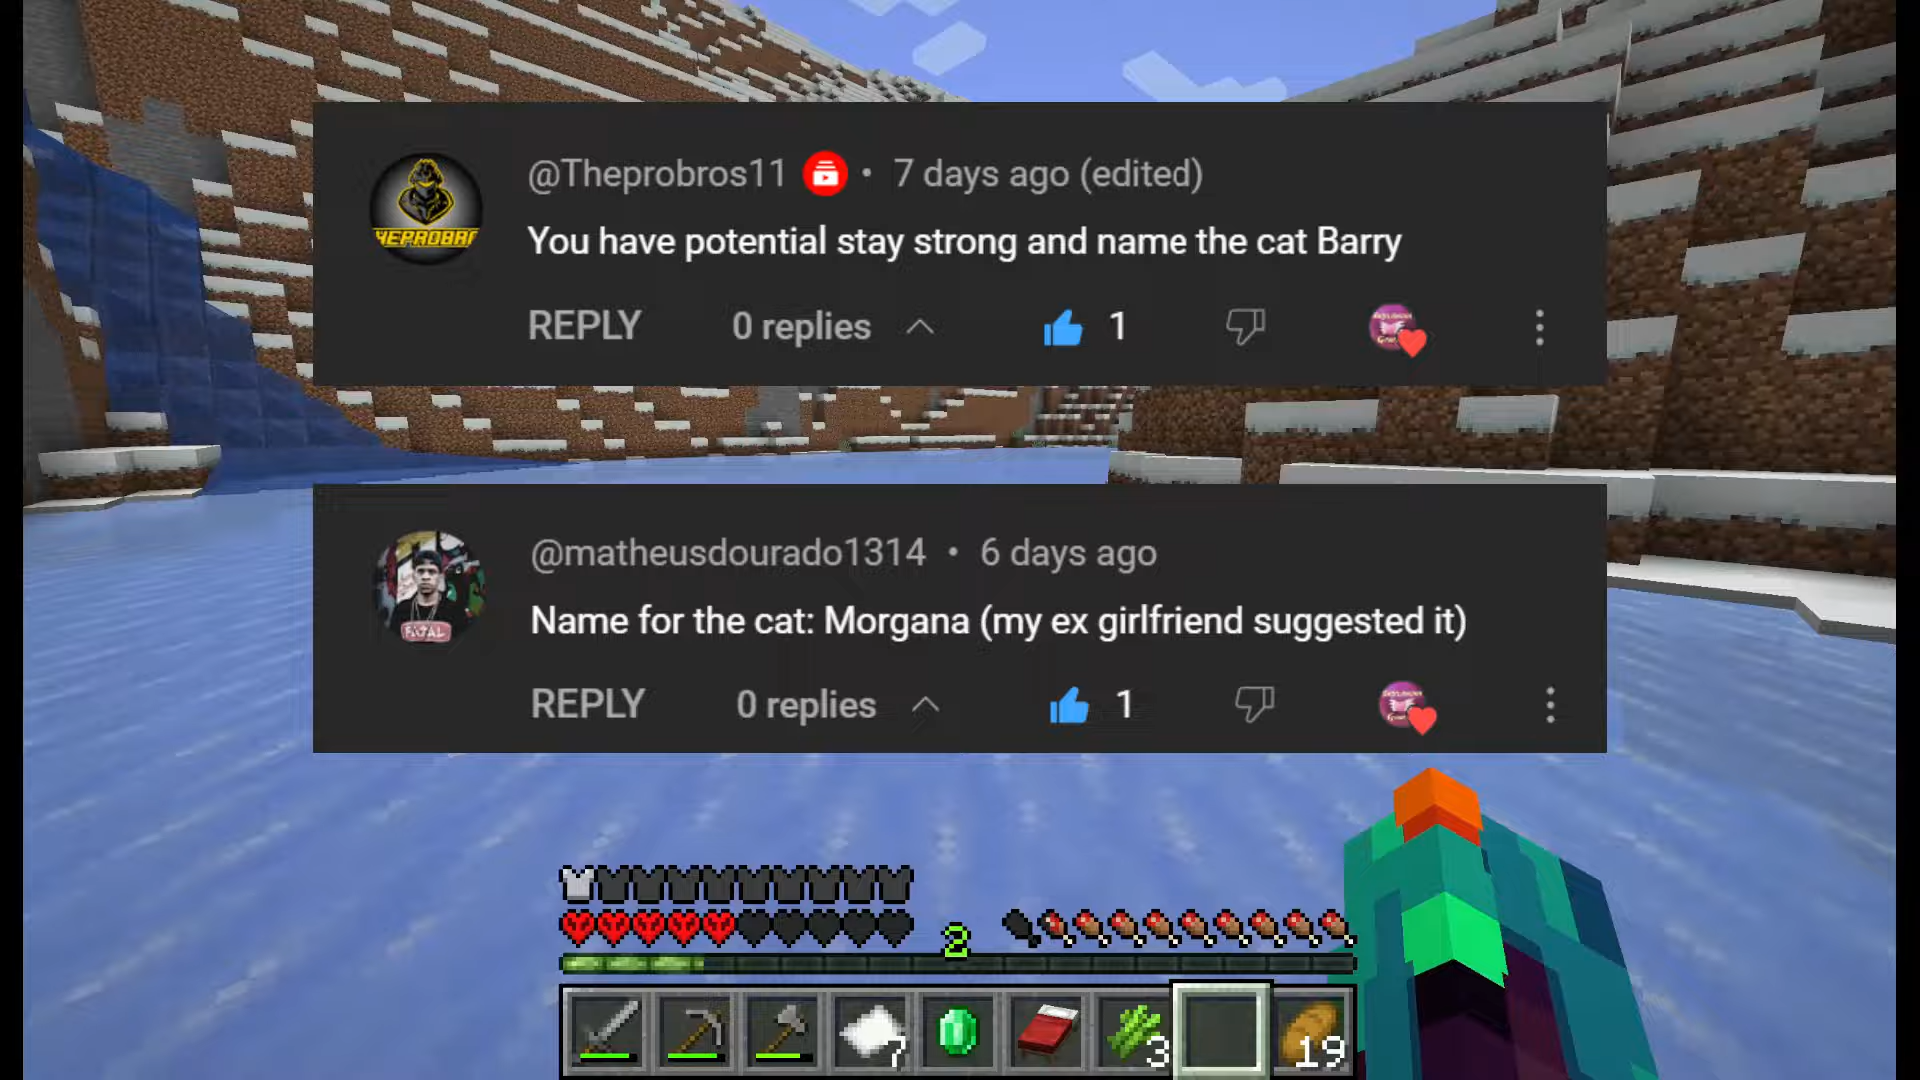 @Theprobros11 • 7 days ago (edited)
You have potential stay strong and name the cat Barry
REPLY 0 replies 1
@matheusdourado1314 • 6 days ago
FATAL
Name for the cat: Morgana (my ex girlfriend suggested it)
REPLY 0 replies 1
2
7 3 19